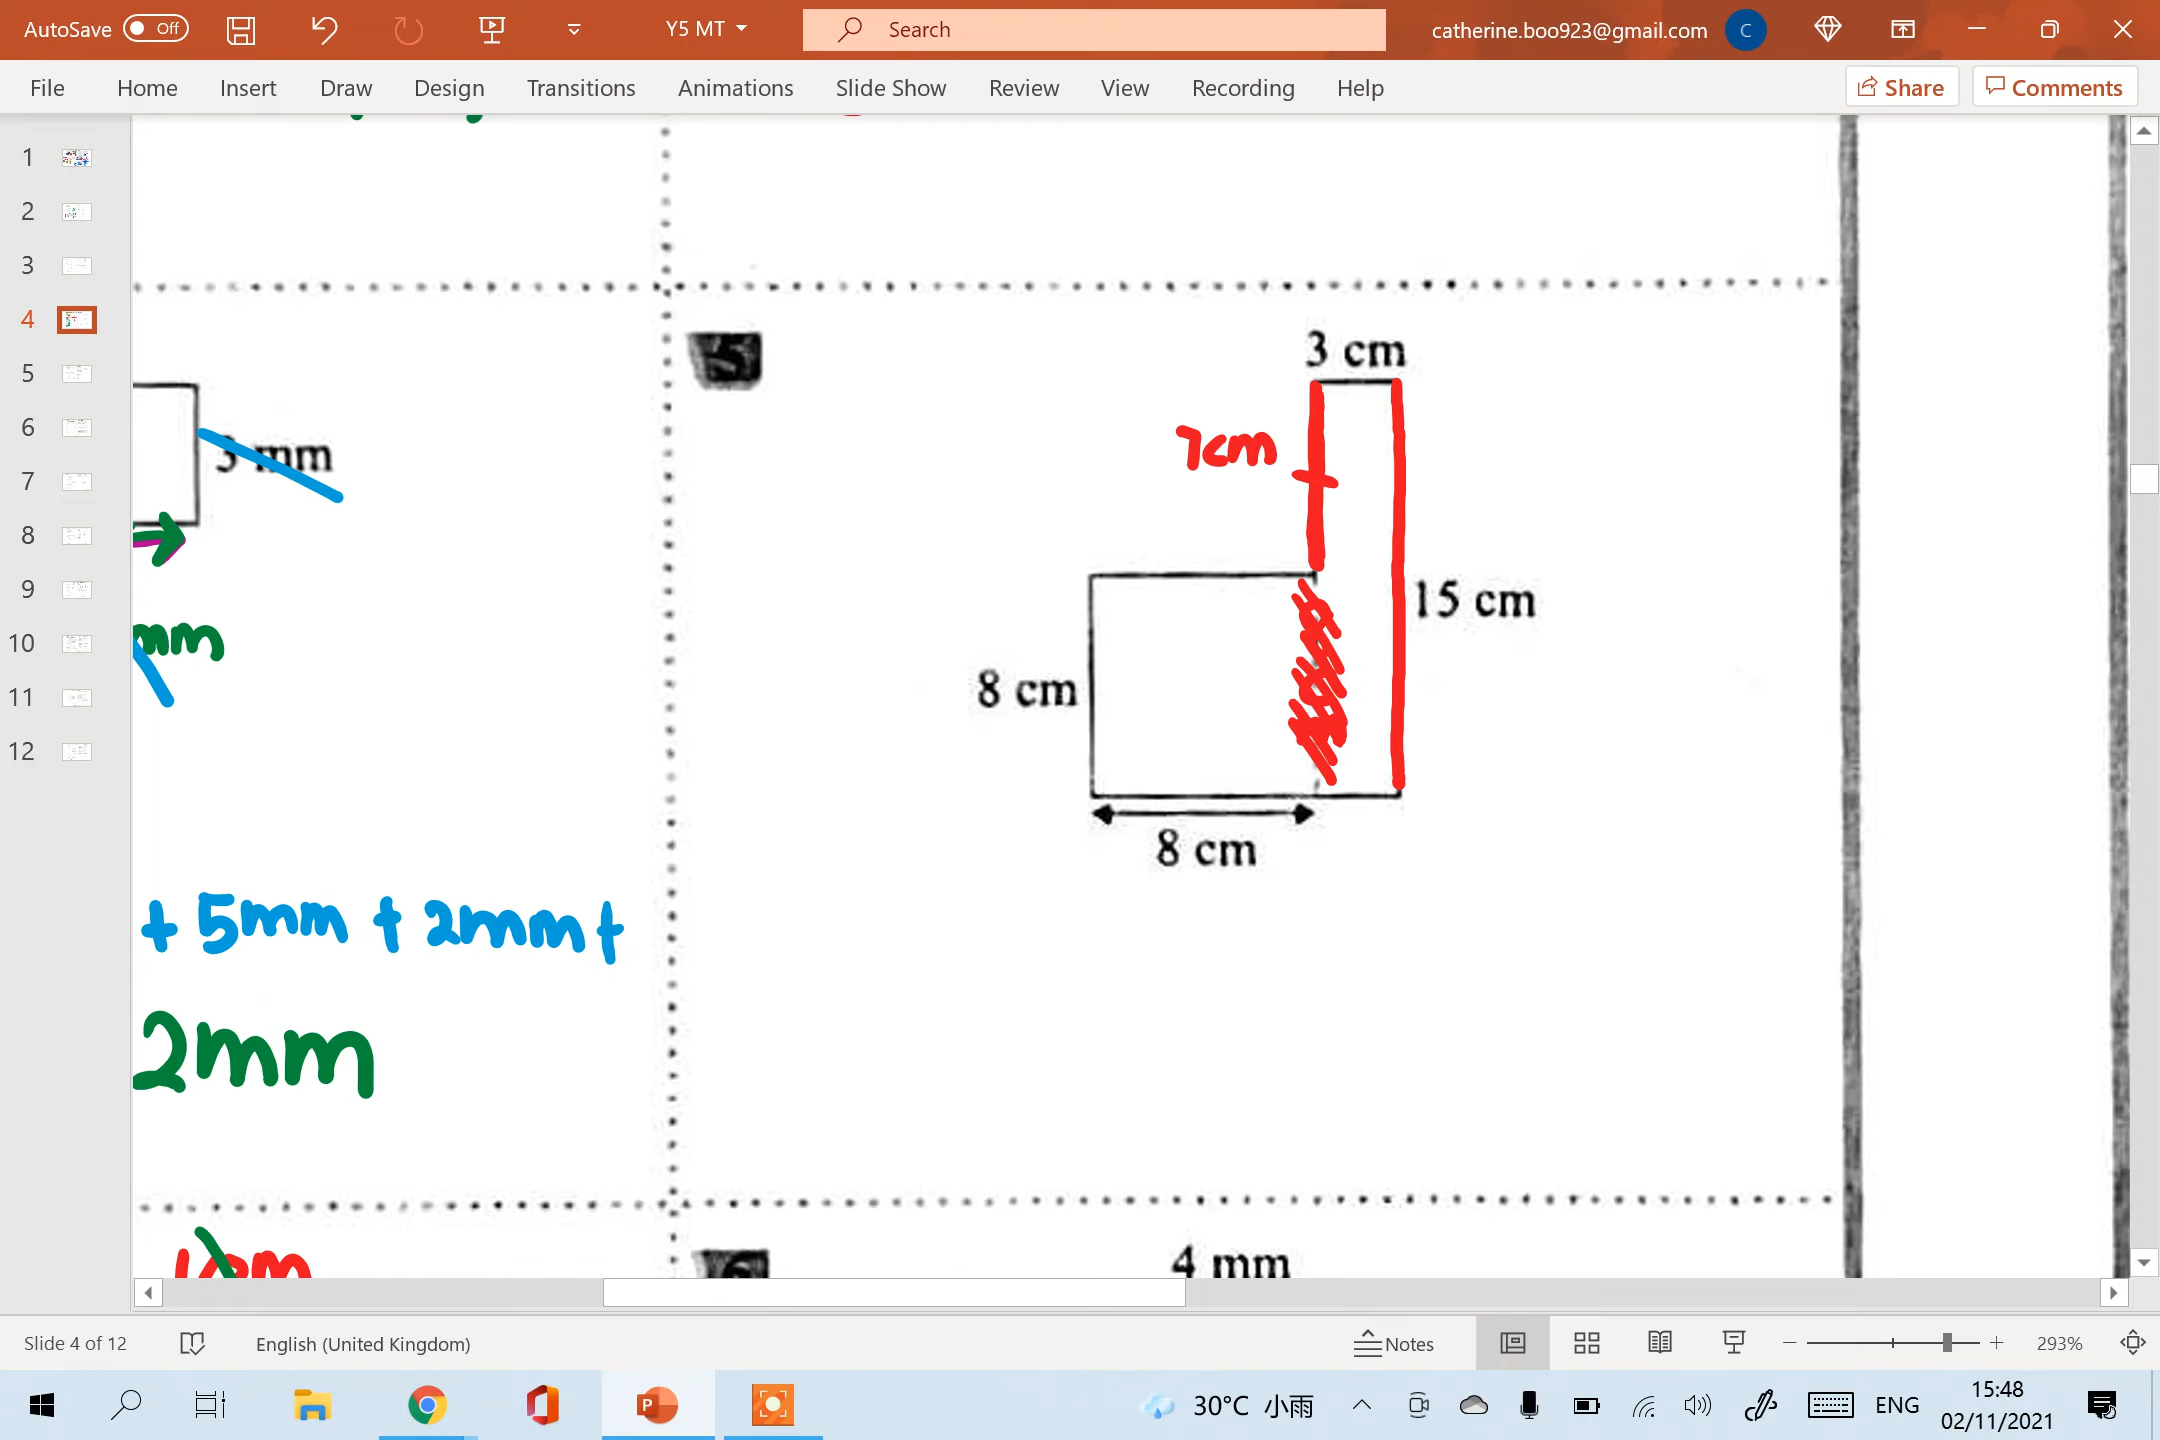 AutoSave Off Y5 MT Search catherine.boo923@gmail.com C
File Home Insert Draw Design Transitions Animations Slide Show Review View Recording Help Share Comments
1
2
3
4
5
6
7
8
9
10
11
12
3 mm
mm
+ 5mm + 2mm +
2mm
5
3 cm
7cm
15 cm
8 cm
8 cm
6
4 mm
Slide 4 of 12 English (United Kingdom) Notes 293%
P 30°C 小雨 ENG 15:48
02/11/2021